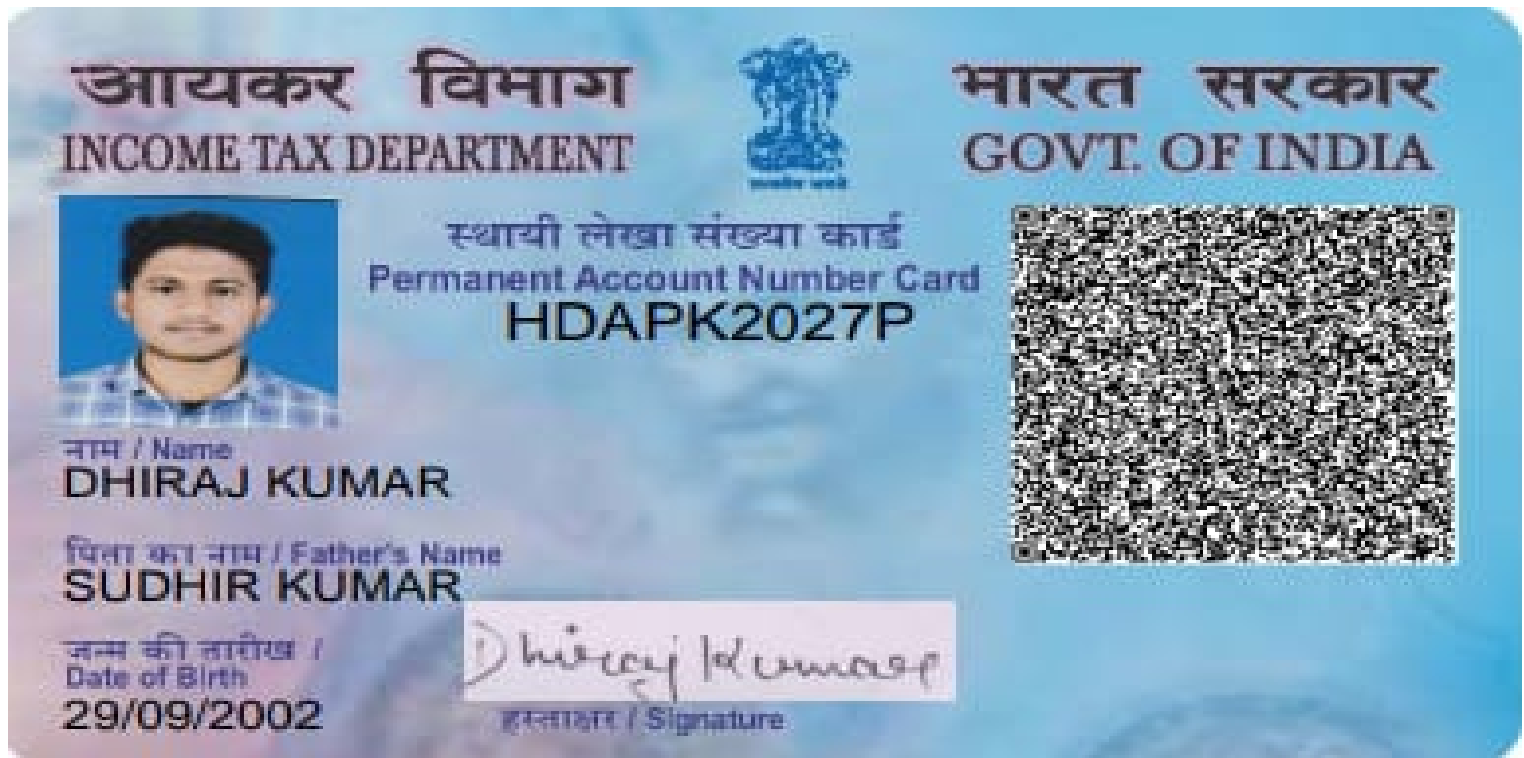 आयकर विभाग
INCOME TAX DEPARTMENT
भारत सरकार
GOVT. OF INDIA
स्थायी लेखा संख्या कार्ड
Permanent Account Number Card
HDAPK2027P
नाम / Name
DHIRAJ KUMAR
पिता का नाम / Father's Name
SUDHIR KUMAR
जन्म की तारीख /
Date of Birth
29/09/2002
Dhiraj Kumar
हस्ताक्षर / Signature